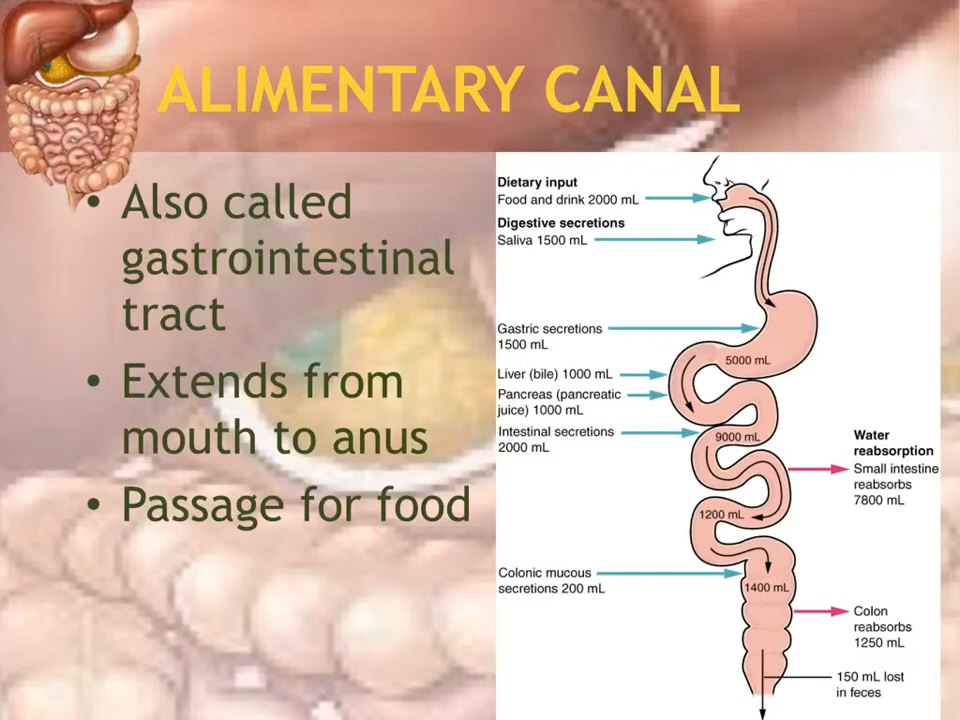 ALIMENTARY CANAL
• Also called
gastrointestinal
tract
• Extends from
mouth to anus
• Passage for food
Dietary input
Food and drink 2000 mL
Digestive secretions
Saliva 1500 mL
Gastric secretions
1500 mL
5000 mL
Liver (bile) 1000 mL
Pancreas (pancreatic
juice) 1000 mL
Intestinal secretions
2000 mL
9000 mL
Water
reabsorption
Small intestine
reabsorbs
7800 mL
1200 mL
Colonic mucous
secretions 200 mL
1400 mL
Colon
reabsorbs
1250 mL
150 mL lost
in feces